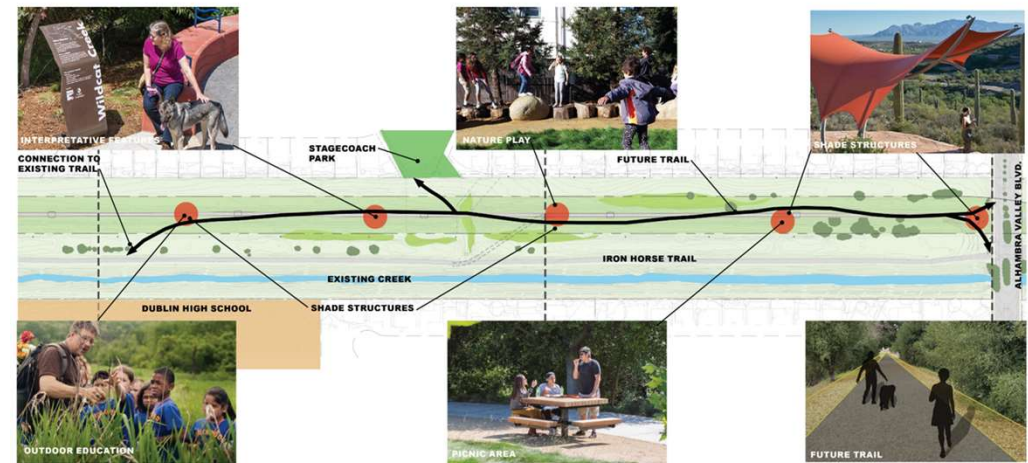 Wildcat Creek
INTERPRETATIVE FEATURES
NATURE PLAY
SHADE STRUCTURES
CONNECTION TO
EXISTING TRAIL
STAGECOACH
PARK
FUTURE TRAIL
ALHAMBRA VALLEY BLVD.
IRON HORSE TRAIL
EXISTING CREEK
DUBLIN HIGH SCHOOL
SHADE STRUCTURES
OUTDOOR EDUCATION
PICNIC AREA
FUTURE TRAIL